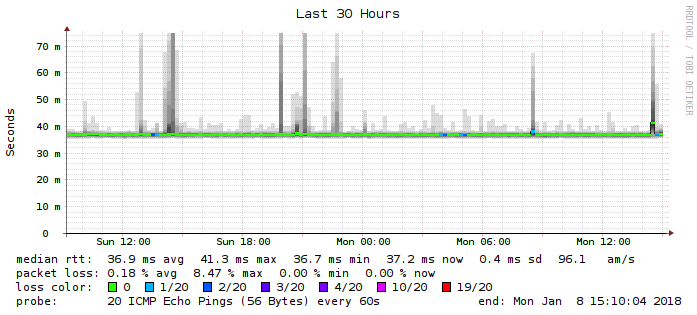 Last 30 Hours
RRDTOOL / TOBI OETIKER
Seconds
70 m
60 m
50 m
40 m
30 m
20 m
10 m
0
Sun 12:00 Sun 18:00 Mon 00:00 Mon 06:00 Mon 12:00
median rtt: 36.9 ms avg 41.3 ms max 36.7 ms min 37.2 ms now 0.4 ms sd 96.1 am/s
packet loss: 0.18 % avg 8.47 % max 0.00 % min 0.00 % now
loss color: 0 1/20 2/20 3/20 4/20 10/20 19/20
probe: 20 ICMP Echo Pings (56 Bytes) every 60s end: Mon Jan 8 15:10:04 2018